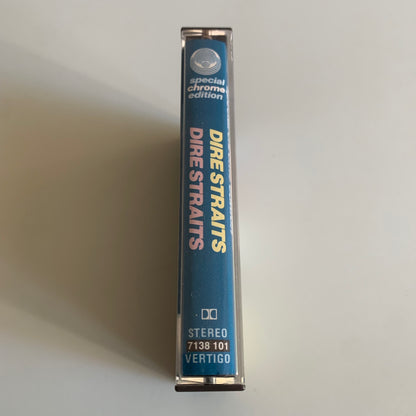 special
chrome
edition
DIRE STRAITS
DIRE STRAITS
STEREO
7138 101
VERTIGO